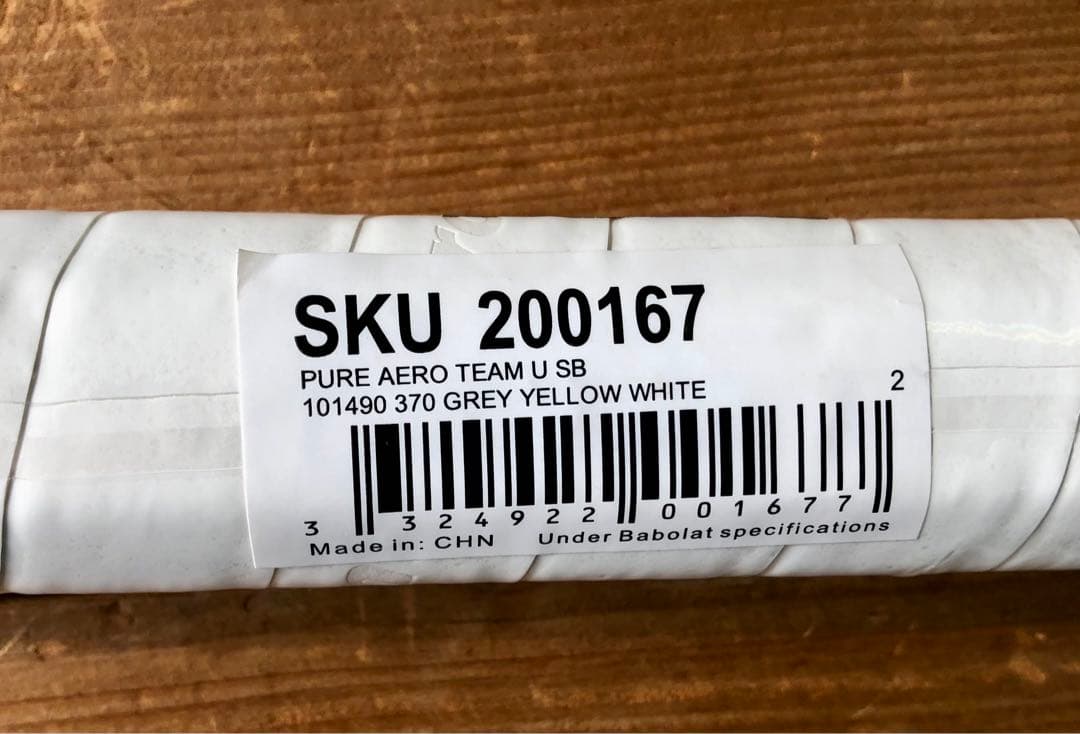 SKU 200167
PURE AERO TEAM U SB
101490 370 GREY YELLOW WHITE
2
3 324922 001677
Made in: CHN Under Babolat specifications